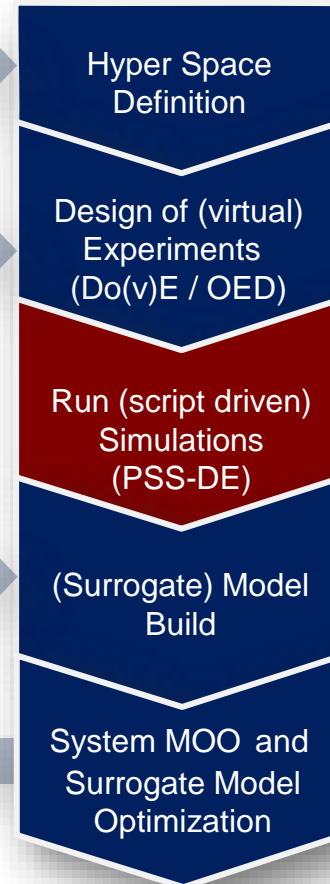 Hyper Space
Definition
Design of (virtual)
Experiments
(Do(v)E / OED)
Run (script driven)
Simulations
(PSS-DE)
(Surrogate) Model
Build
System MOO and
Surrogate Model
Optimization